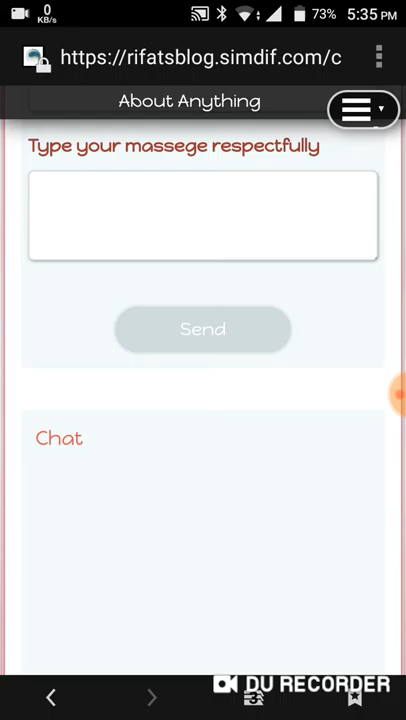 0
KB/s
73%
5:35 PM
https://rifatsblog.simdif.com/c
About Anything
Type your massege respectfully
Send
Chat
DU RECORDER
3